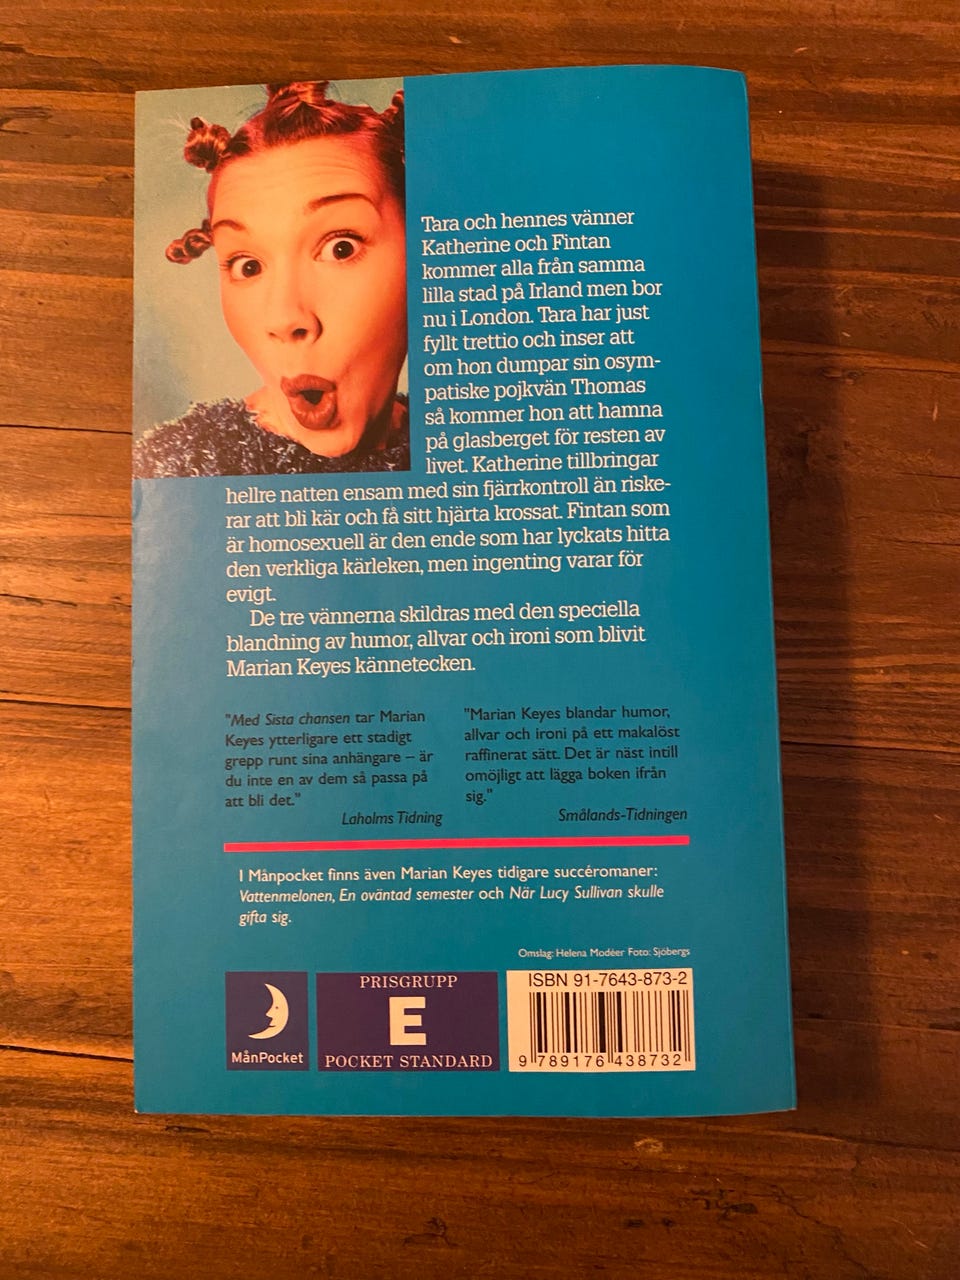 Tara och hennes vänner
Katherine och Fintan
kommer alla från samma
lilla stad på Irland men bor
nu i London. Tara har just
fyllt trettio och inser att
om hon dumpar sin osym-
patiske pojkvän Thomas
så kommer hon att hamna
på glasberget för resten av
livet. Katherine tillbringar
hellre natten ensam med sin fjärrkontroll än riske-
rar att bli kär och få sitt hjärta krossat. Fintan som
är homosexuell är den ende som har lyckats hitta
den verkliga kärleken, men ingenting varar för
evigt.
De tre vännerna skildras med den speciella
blandning av humor, allvar och ironi som blivit
Marian Keyes kännetecken.
"Med Sista chansen tar Marian
Keyes ytterligare ett stadigt
grepp runt sina anhängare – är
du inte en av dem så passa på
att bli det."
Laholms Tidning
"Marian Keyes blandar humor,
allvar och ironi på ett makalöst
raffinerat sätt. Det är näst intill
omöjligt att lägga boken ifrån
sig."
Smålands-Tidningen
I Månpocket finns även Marian Keyes tidigare succéromaner:
Vattenmelonen, En oväntad semester och När Lucy Sullivan skulle
gifta sig.
Omslag: Helena Modéer Foto: Sjöbergs
MånPocket
PRISGRUPP
E
POCKET STANDARD
ISBN 91-7643-873-2
9 789176 438732